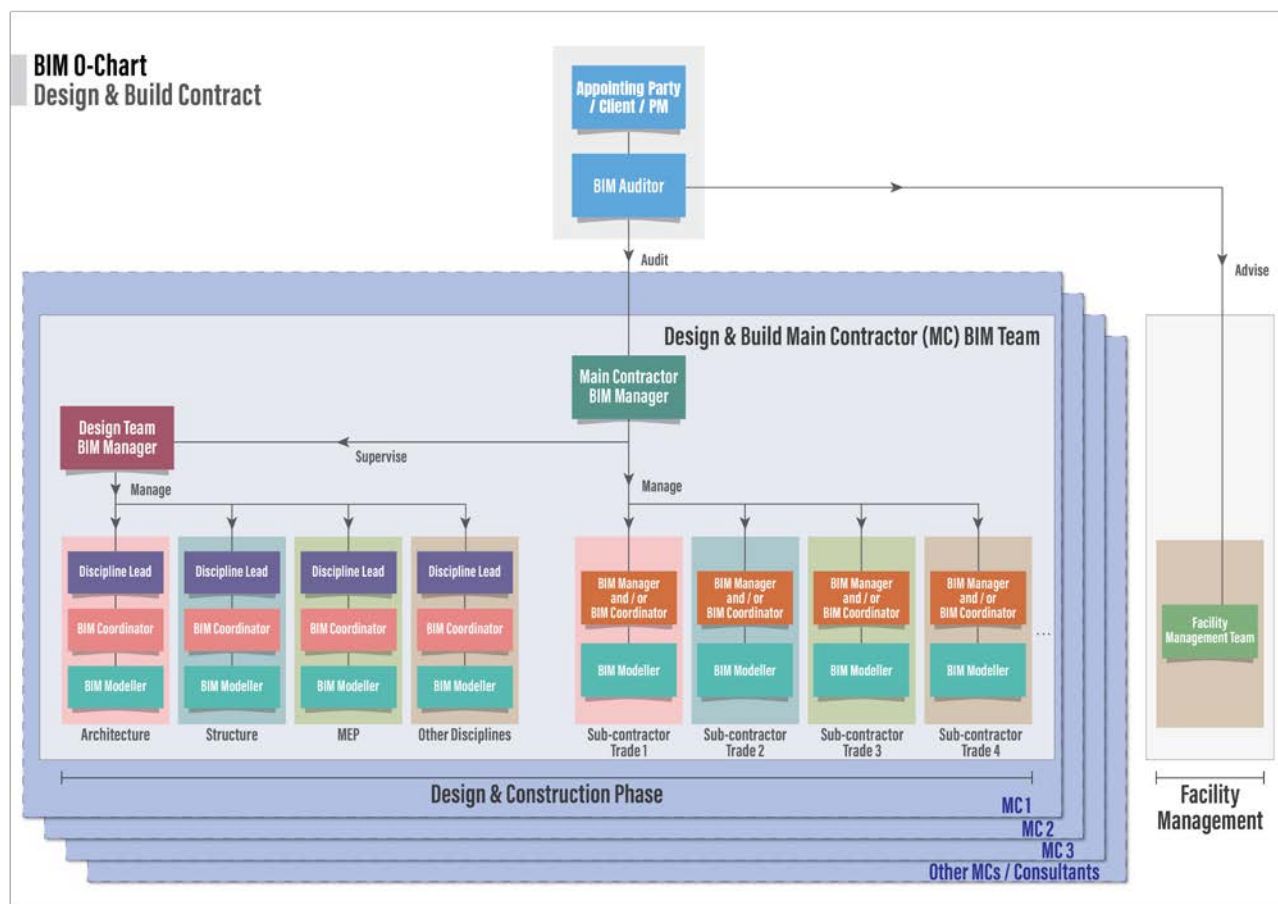 BIM O-Chart
Design & Build Contract
Appointing Party
/ Client / PM
BIM Auditor
Audit
Advise
Design & Build Main Contractor (MC) BIM Team
Main Contractor
BIM Manager
Design Team
BIM Manager
Supervise
Manage
Manage
Discipline Lead
BIM Coordinator
BIM Modeller
Architecture
Discipline Lead
BIM Coordinator
BIM Modeller
Structure
Discipline Lead
BIM Coordinator
BIM Modeller
MEP
Discipline Lead
BIM Coordinator
BIM Modeller
Other Disciplines
BIM Manager
and / or
BIM Coordinator
BIM Modeller
Sub-contractor
Trade 1
BIM Manager
and / or
BIM Coordinator
BIM Modeller
Sub-contractor
Trade 2
BIM Manager
and / or
BIM Coordinator
BIM Modeller
Sub-contractor
Trade 3
BIM Manager
and / or
BIM Coordinator
BIM Modeller
Sub-contractor
Trade 4
...
Facility
Management Team
Design & Construction Phase
Facility
Management
MC 1
MC 2
MC 3
Other MCs / Consultants